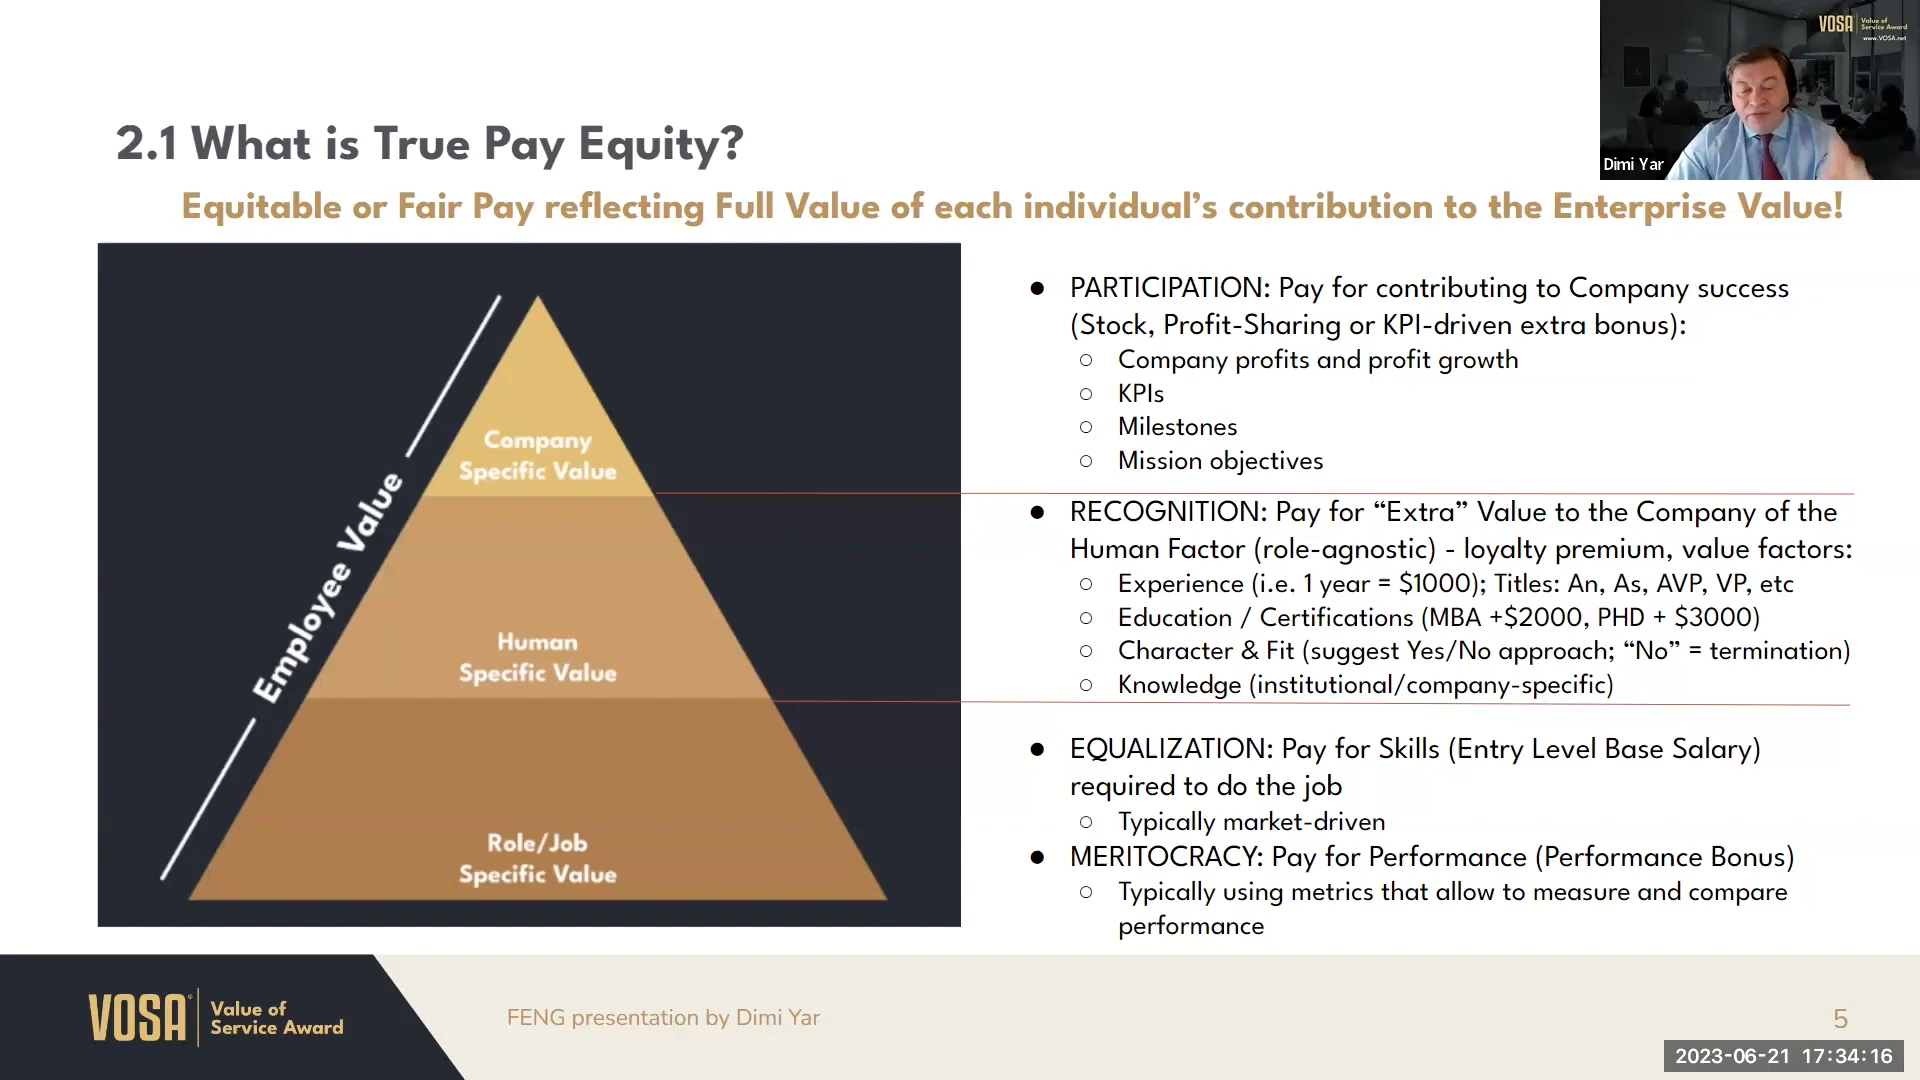 VOSA
Value of
Service Award
www.VOSA.net
Dimi Yar
2.1 What is True Pay Equity?
Equitable or Fair Pay reflecting Full Value of each individual’s contribution to the Enterprise Value!
Employee Value
Company
Specific Value
Human
Specific Value
Role/Job
Specific Value
● PARTICIPATION: Pay for contributing to Company success
(Stock, Profit-Sharing or KPI-driven extra bonus):
○ Company profits and profit growth
○ KPIs
○ Milestones
○ Mission objectives
● RECOGNITION: Pay for “Extra” Value to the Company of the
Human Factor (role-agnostic) - loyalty premium, value factors:
○ Experience (i.e. 1 year = $1000); Titles: An, As, AVP, VP, etc
○ Education / Certifications (MBA +$2000, PHD + $3000)
○ Character & Fit (suggest Yes/No approach; “No” = termination)
○ Knowledge (institutional/company-specific)
● EQUALIZATION: Pay for Skills (Entry Level Base Salary)
required to do the job
○ Typically market-driven
● MERITOCRACY: Pay for Performance (Performance Bonus)
○ Typically using metrics that allow to measure and compare
performance
VOSA®
Value of
Service Award
FENG presentation by Dimi Yar
5
2023-06-21 17:34:16